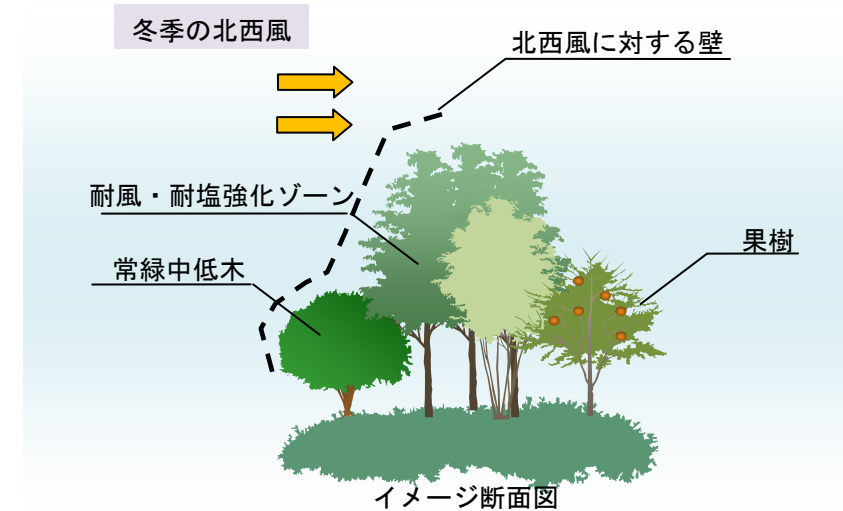 冬季の北西風
北西風に対する壁
耐風・耐塩強化ゾーン
果樹
常緑中低木
イメージ断面図